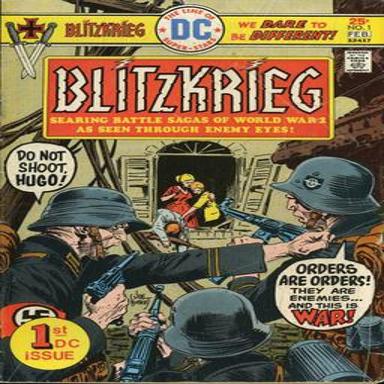 BLITZKRIEG
THE LINE OF
DC
SUPER-STARS
WE DARE TO
BE DIFFERENT!
25¢
NO. 1
FEB.
BLITZKRIEG
SEARING BATTLE SAGAS OF WORLD WAR 2
AS SEEN THROUGH ENEMY EYES!
DO NOT
SHOOT,
HUGO!
ORDERS
ARE ORDERS!
THEY ARE
ENEMIES...
AND THIS IS
WAR!
JOE
KUBERT
1st
DC
ISSUE